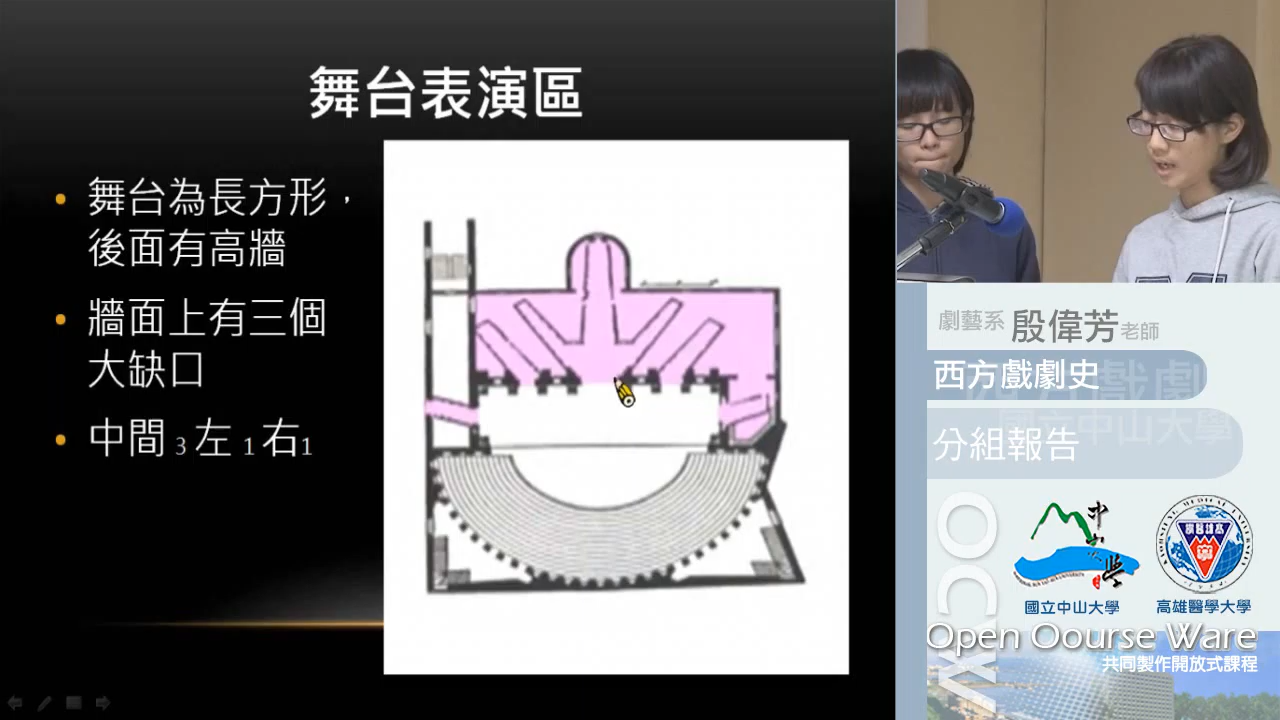 舞台表演區
• 舞台為長方形，
後面有高牆
• 牆面上有三個
大缺口
• 中間 3 左 1 右1
劇藝系 殷偉芳老師
西方戲劇史
分組報告
OCW
國立中山大學
高雄醫學大學
Open Oourse Ware
共同製作開放式課程